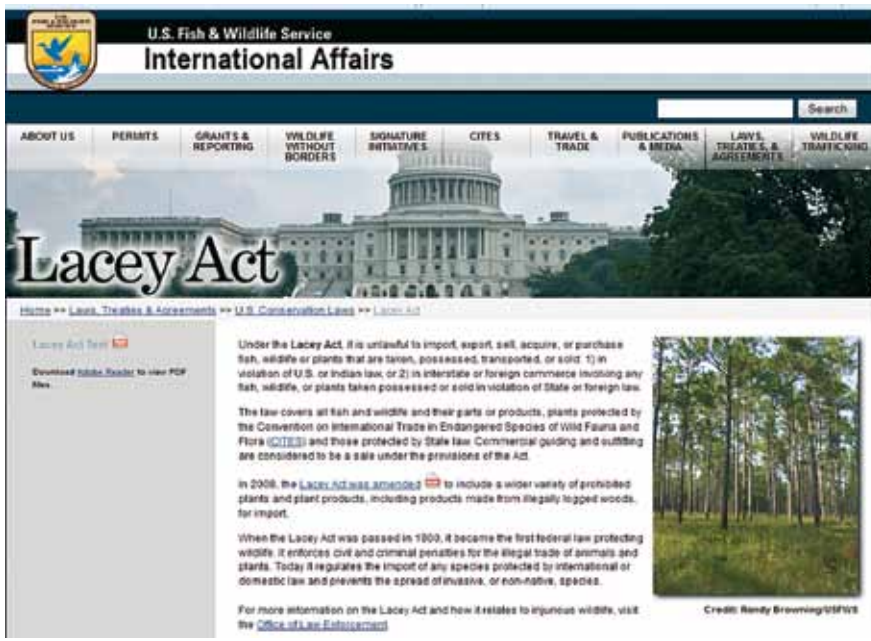 U.S. Fish & Wildlife Service
International Affairs
Search
ABOUT US
PERMITS
GRANTS & REPORTING
WILDLIFE WITHOUT BORDERS
SIGNATURE INITIATIVES
CITES
TRAVEL & TRADE
PUBLICATIONS & MEDIA
LAWS, TREATIES, & AGREEMENTS
WILDLIFE TRAFFICKING
Lacey Act
Home >> Laws, Treaties & Agreements >> U.S. Conservation Laws >> Lacey Act
Lacey Act Text
Download Adobe Reader to view PDF
files.
Under the Lacey Act, it is unlawful to import, export, sell, acquire, or purchase
fish, wildlife or plants that are taken, possessed, transported, or sold: 1) in
violation of U.S. or Indian law, or 2) in interstate or foreign commerce involving any
fish, wildlife, or plants taken possessed or sold in violation of State or foreign law.
The law covers all fish and wildlife and their parts or products, plants protected by
the Convention on International Trade in Endangered Species of Wild Fauna and
Flora (CITES) and those protected by State law. Commercial guiding and outfitting
are considered to be a sale under the provisions of the Act.
In 2008, the Lacey Act was amended to include a wider variety of prohibited
plants and plant products, including products made from illegally logged woods,
for import.
When the Lacey Act was passed in 1900, it became the first federal law protecting
wildlife. It enforces civil and criminal penalties for the illegal trade of animals and
plants. Today it regulates the import of any species protected by international or
domestic law and prevents the spread of invasive, or non-native, species.
For more information on the Lacey Act and how it relates to injurious wildlife, visit
the Office of Law Enforcement.
Credit: Randy Browning/USFWS